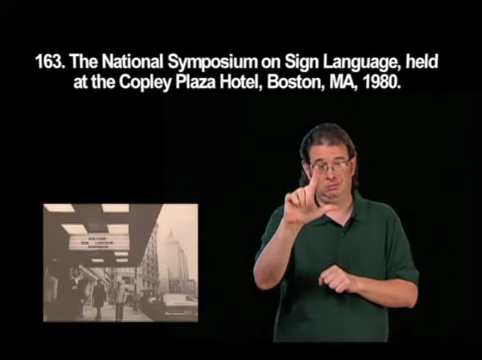 163. The National Symposium on Sign Language, held
at the Copley Plaza Hotel, Boston, MA, 1980.